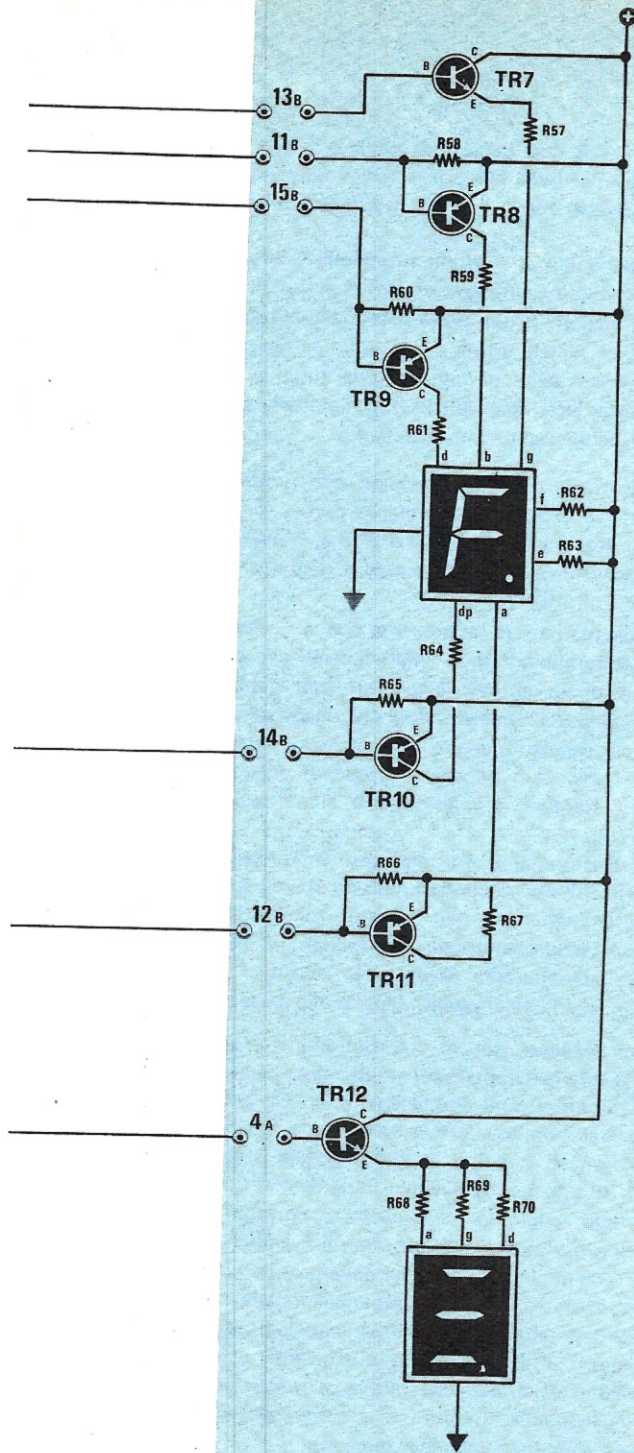 +
C
B
TR7
E
13B
R57
11B
R58
15B
E
B
TR8
C
R59
R60
E
B
C
TR9
R61
d
b
g
f
R62
e
R63
dp
a
R64
R65
14B
E
B
C
TR10
R66
12B
E
B
R67
C
TR11
TR12
4A
C
B
E
R68
R69
R70
a
g
d